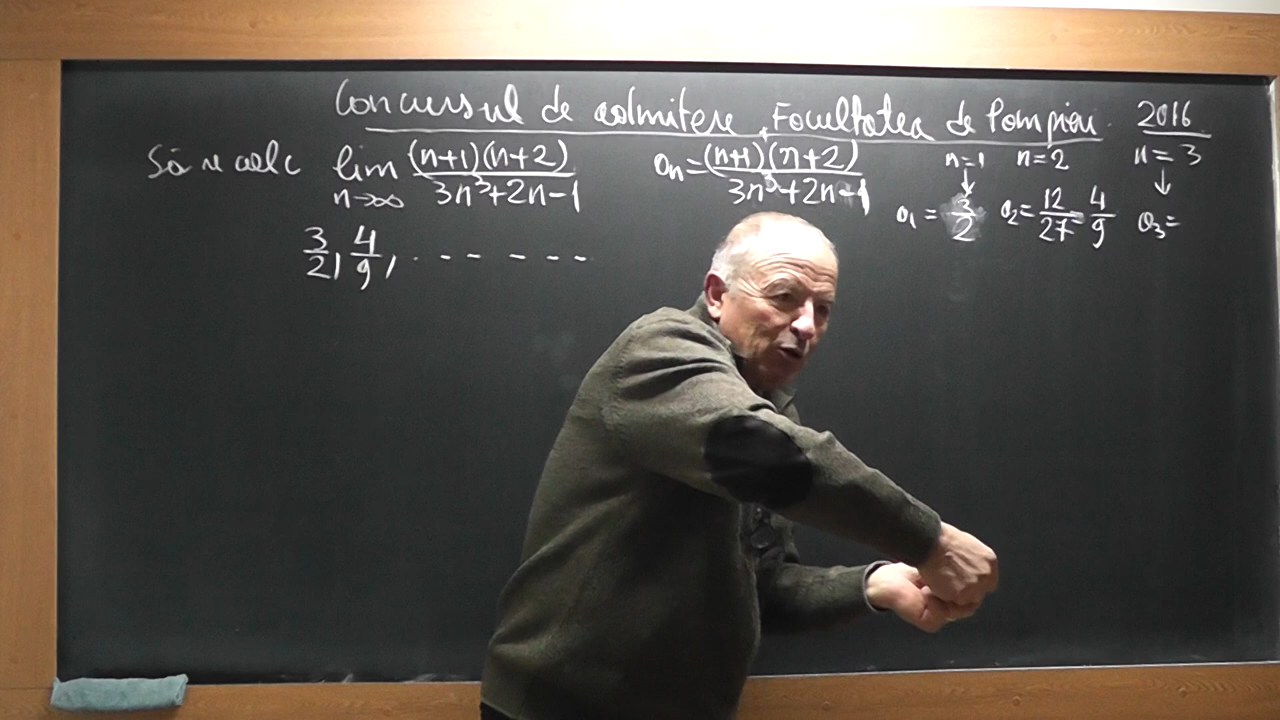 Concursul de admitere, Facultatea de Pompieri 2016
Să se calc lim n→∞ (n+1)(n+2) / 3n³+2n-1 aₙ = (n+1)(n+2) / 3n³+2n-1 n=1 n=2 n=3
↓ ↓
a₁ = 3/2 a₂ = 12/27 = 4/9 a₃ =
3/2, 4/9, . - - - - -